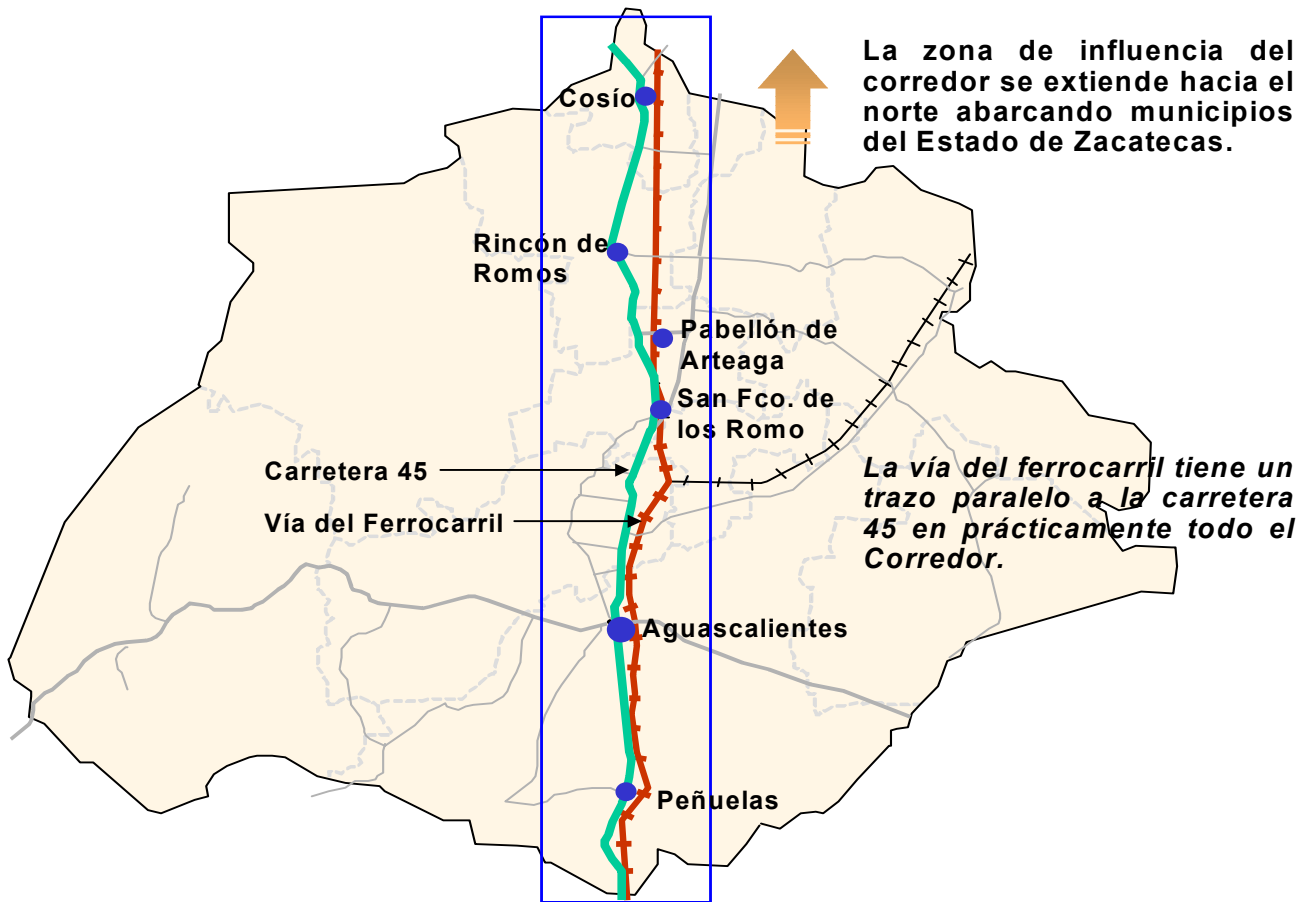 La zona de influencia del
corredor se extiende hacia el
norte abarcando municipios
del Estado de Zacatecas.
Cosío
Rincón de
Romos
Pabellón de
Arteaga
San Fco. de
los Romo
Carretera 45
Vía del Ferrocarril
La vía del ferrocarril tiene un
trazo paralelo a la carretera
45 en prácticamente todo el
Corredor.
Aguascalientes
Peñuelas